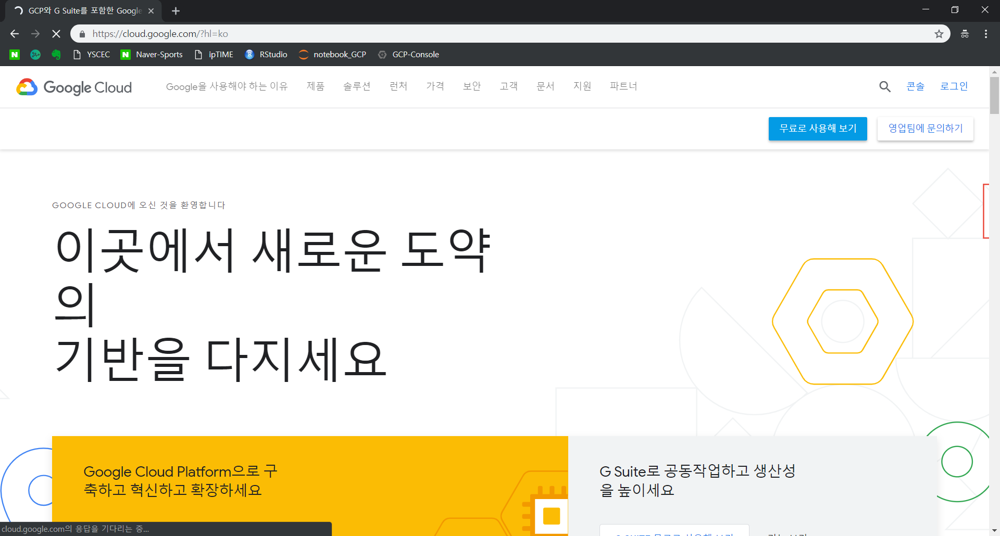 GCP와 G Suite를 포함한 Google
https://cloud.google.com/?hl=ko
YSCEC Naver-Sports ipTIME RStudio notebook_GCP GCP-Console
Google Cloud Google을 사용해야 하는 이유 제품 솔루션 런처 가격 보안 고객 문서 지원 파트너 콘솔 로그인
무료로 사용해 보기 영업팀에 문의하기
GOOGLE CLOUD에 오신 것을 환영합니다
이곳에서 새로운 도약
의
기반을 다지세요
Google Cloud Platform으로 구
축하고 혁신하고 확장하세요
G Suite로 공동작업하고 생산성
을 높이세요
cloud.google.com의 응답을 기다리는 중...